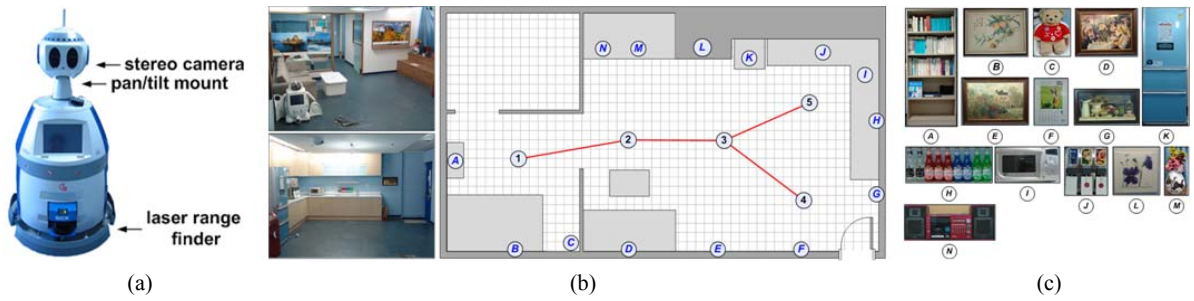 stereo camera
pan/tilt mount
laser range
finder
(a)
N
M
L
K
J
I
H
G
A
B
C
D
E
F
1
2
3
4
5
(b)
A
B
C
D
E
F
G
K
H
I
J
L
M
N
(c)